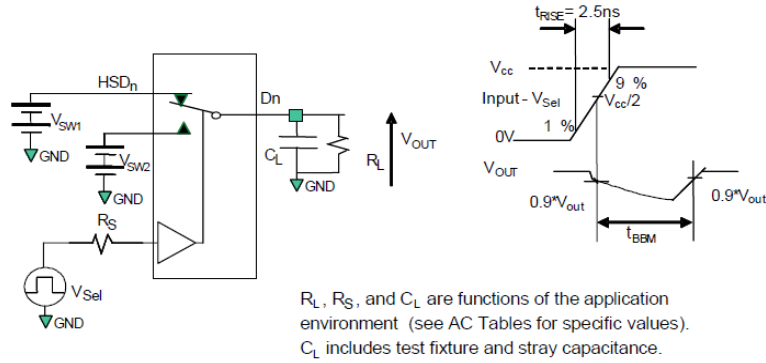 tRISE= 2.5ns
Vcc
9 %
Input - VSel
Vcc/2
1 %
0V
VOUT
0.9*Vout
0.9*Vout
tBBM
HSDn
Dn
VSW1
GND
VSW2
GND
CL
RL
VOUT
GND
RS
VSel
GND
RL, RS, and CL are functions of the application
environment (see AC Tables for specific values).
CL includes test fixture and stray capacitance.